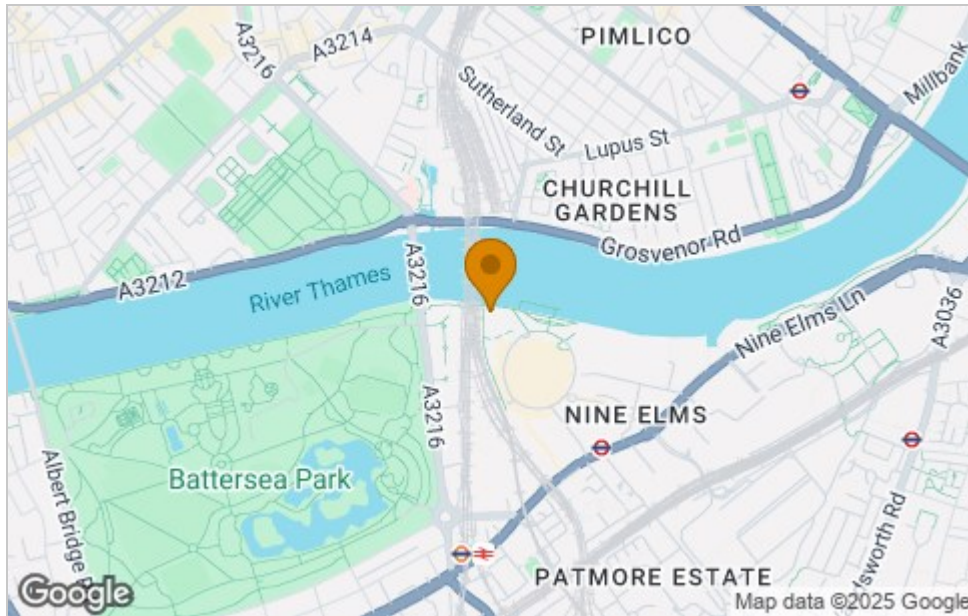 PIMLICO
A3214
A3216
Millbank
Sutherland St
Lupus St
CHURCHILL
GARDENS
Grosvenor Rd
A3212
River Thames
A3216
Nine Elms Ln
A3036
A3216
NINE ELMS
Battersea Park
Albert Bridge
dsworth Rd
PATMORE ESTATE
Google
Map data ©2025 Google